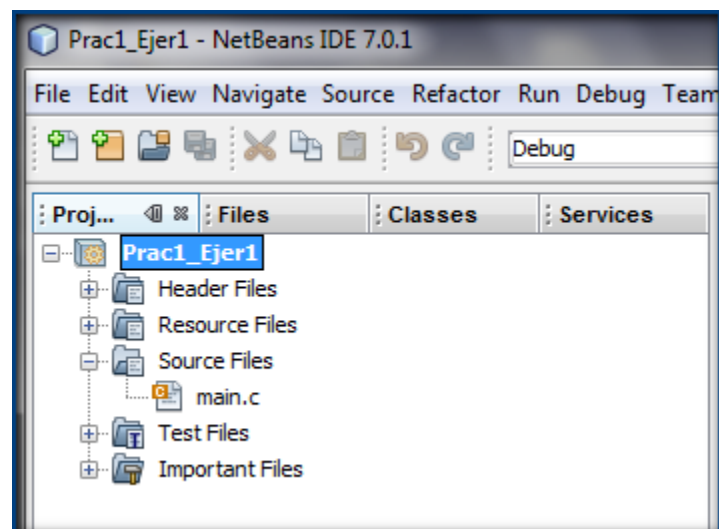 Prac1_Ejer1 - NetBeans IDE 7.0.1
File Edit View Navigate Source Refactor Run Debug Team
Debug
Proj... Files Classes Services
Prac1_Ejer1
Header Files
Resource Files
Source Files
main.c
Test Files
Important Files